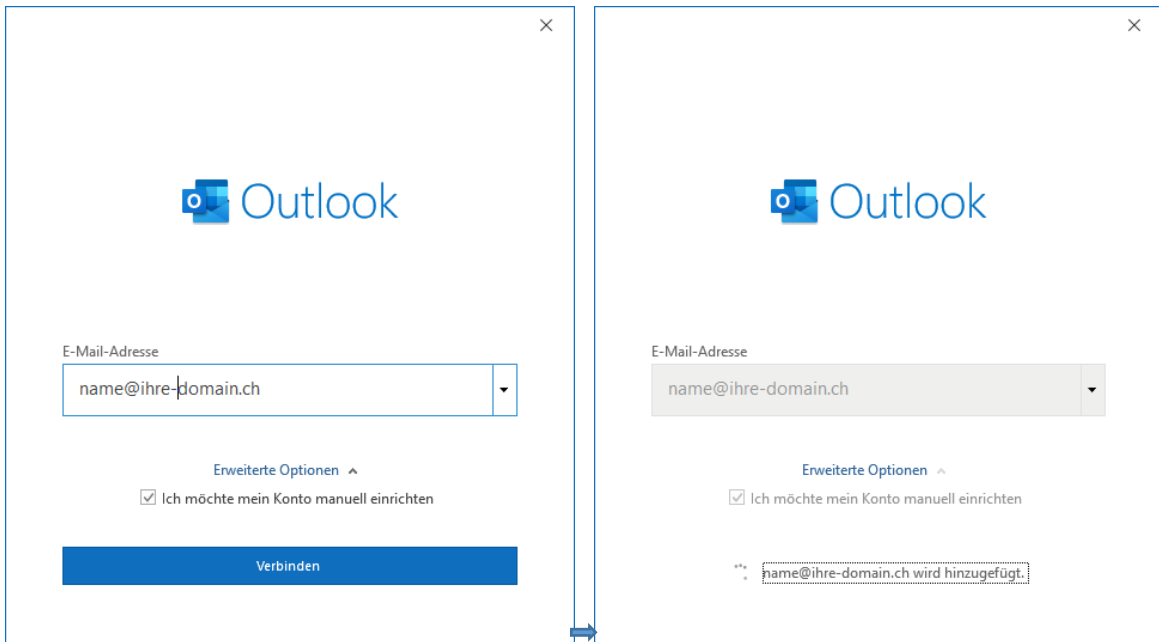 Outlook
E-Mail-Adresse
name@ihre-domain.ch
Erweiterte Optionen
Ich möchte mein Konto manuell einrichten
Verbinden
Outlook
E-Mail-Adresse
name@ihre-domain.ch
Erweiterte Optionen
Ich möchte mein Konto manuell einrichten
name@ihre-domain.ch wird hinzugefügt.